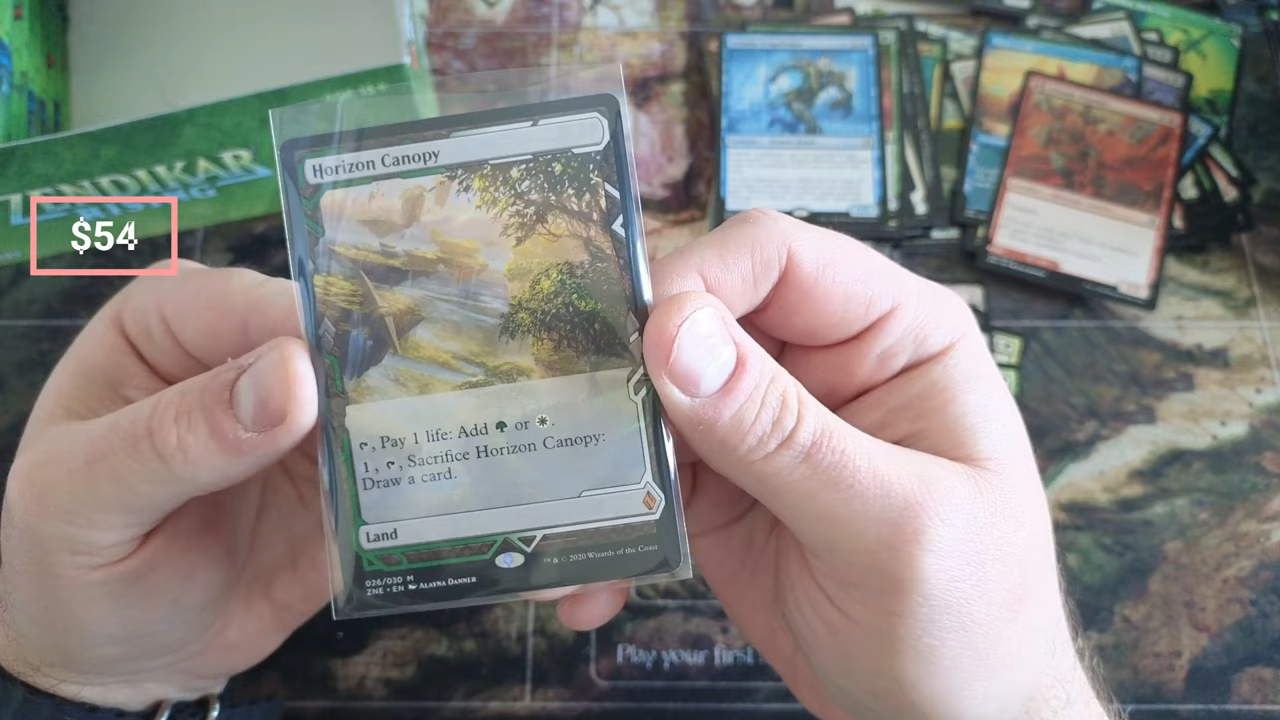 ZENDIKAR
RISING
$54
Horizon Canopy
, Pay 1 life: Add or .
1, , Sacrifice Horizon Canopy:
Draw a card.
Land
026/030 M
ZNE • EN ALAYNA DANNER
™ & © 2020 Wizards of the Coast
Play your first